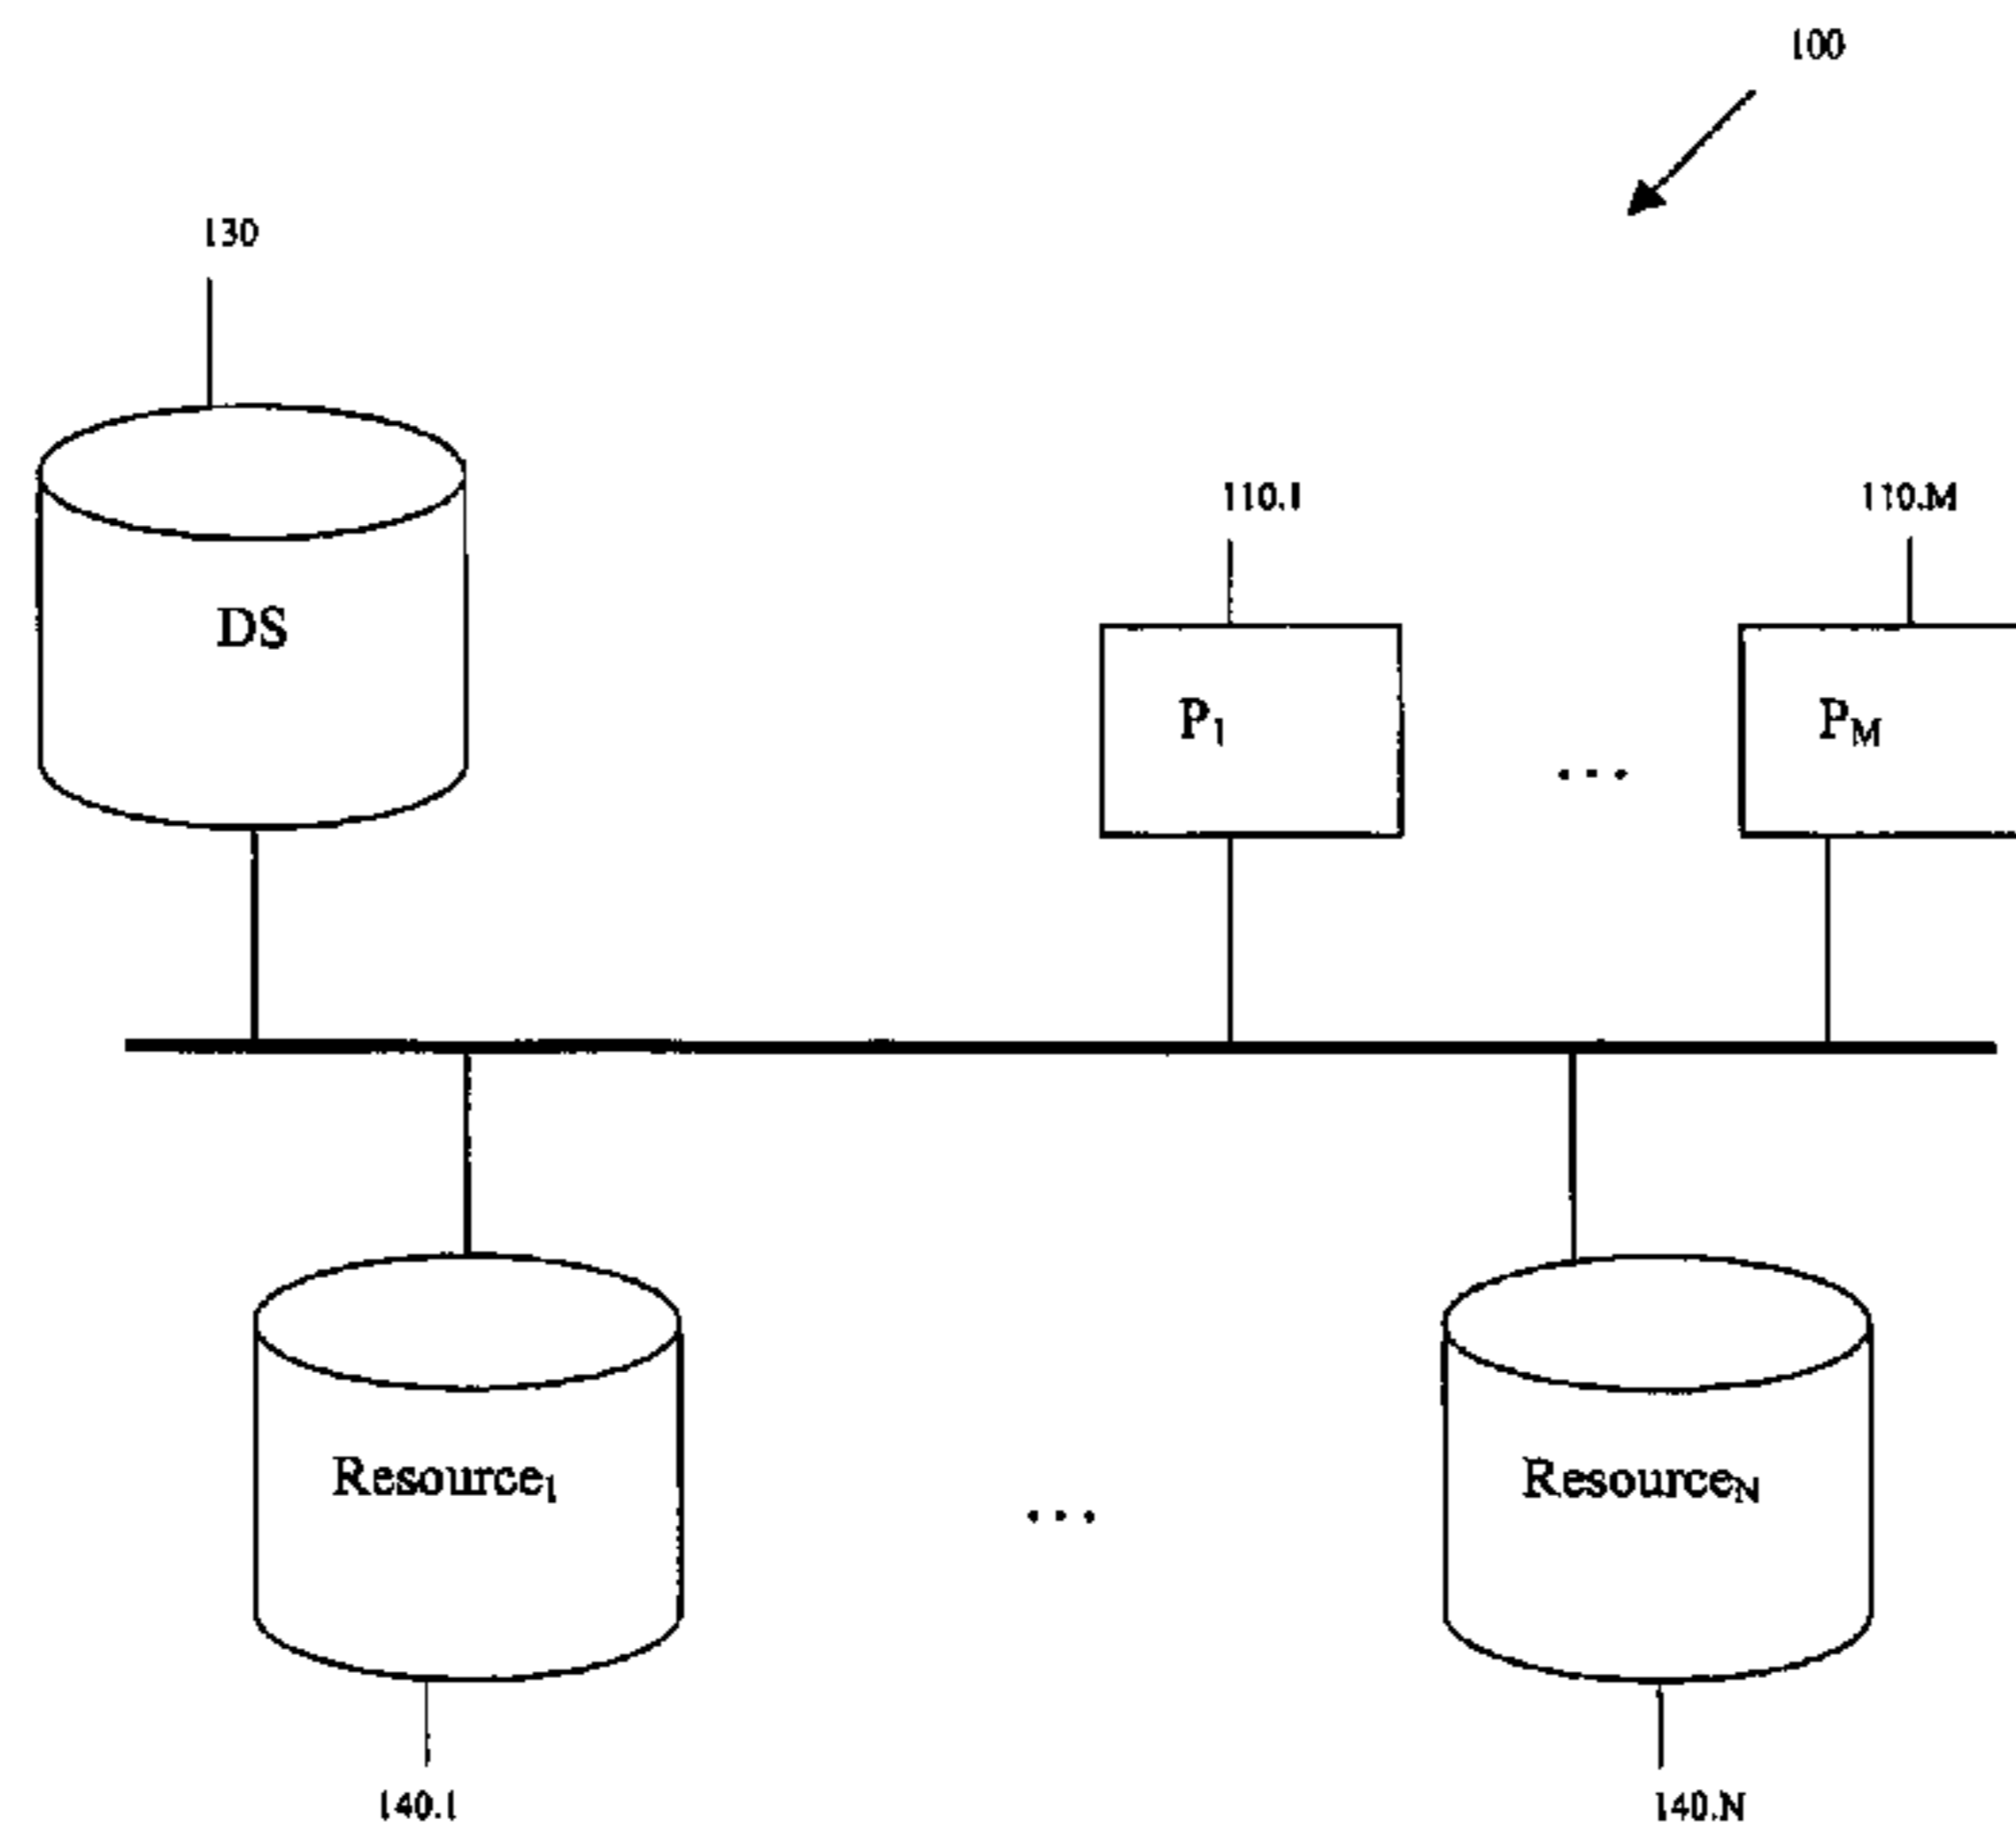 100
130
110.1
110.M
DS
P1
PM
...
Resource1
ResourceN
...
140.1
140.N